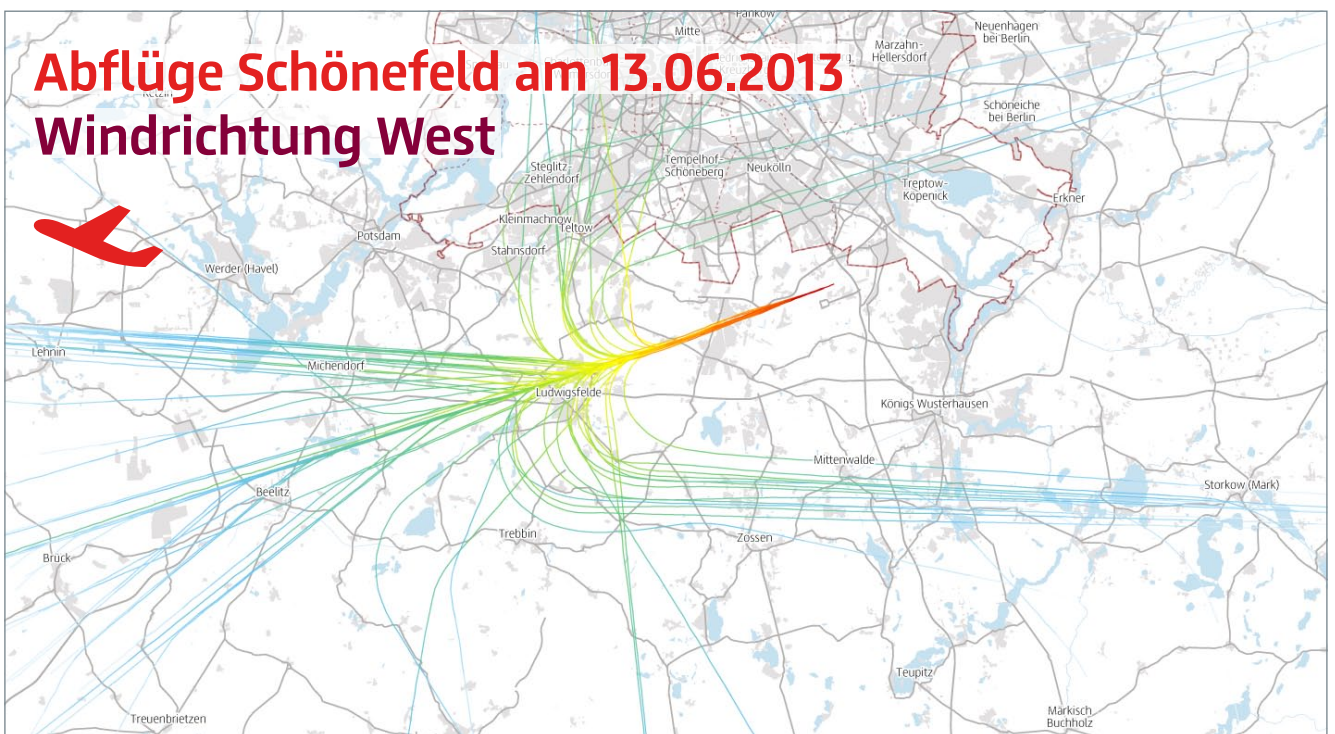 Abflüge Schönefeld am 13.06.2013
Windrichtung West
Pankow
Mitte
Neuenhagen
bei Berlin
Marzahn-
Hellersdorf
Schöneiche
bei Berlin
Steglitz-
Zehlendorf
Tempelhof-
Schöneberg
Neukölln
Treptow-
Köpenick
Erkner
Kleinmachnow
Teltow
Potsdam
Stahnsdorf
Werder (Havel)
Lehnin
Michendorf
Ludwigsfelde
Königs Wusterhausen
Mittenwalde
Storkow (Mark)
Beelitz
Trebbin
Zossen
Brück
Teupitz
Treuenbrietzen
Märkisch
Buchholz